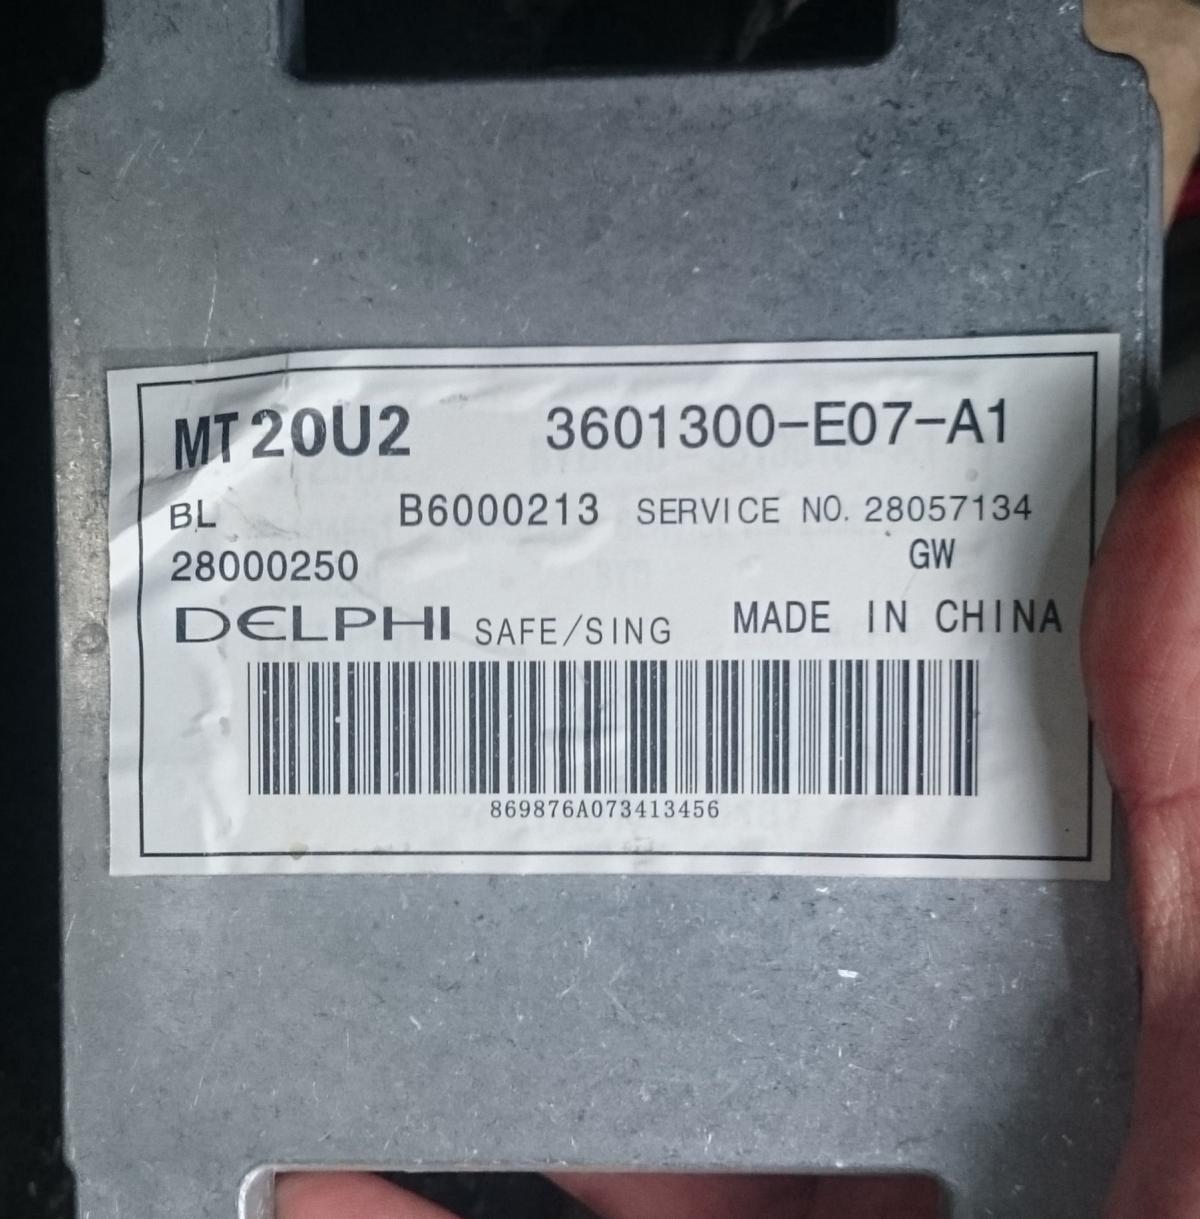 MT20U2 3601300-E07-A1
BL B6000213 SERVICE NO. 28057134
28000250 GW
DELPHI SAFE/SING MADE IN CHINA
869876A073413456